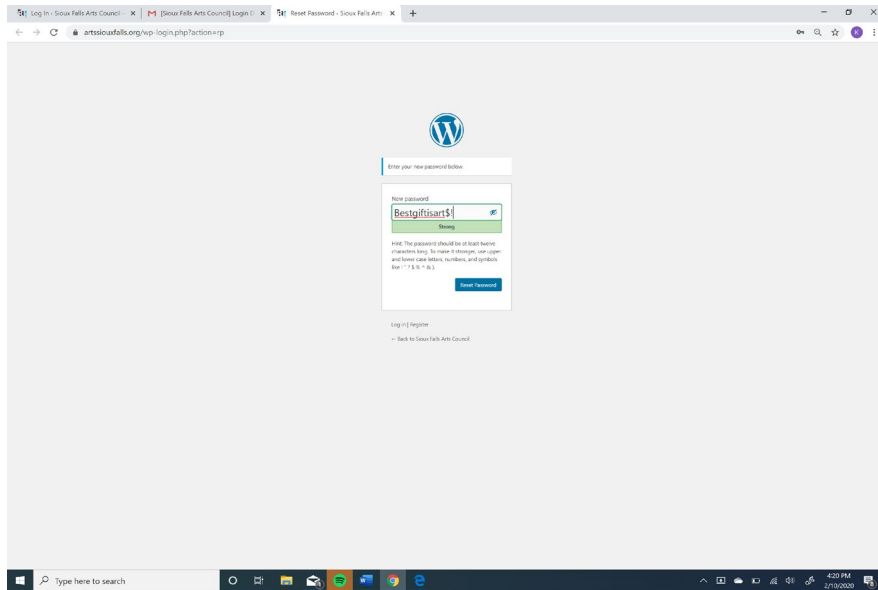 Log In ‹ Sioux Falls Arts Council —
[Sioux Falls Arts Council] Login D
Reset Password ‹ Sioux Falls Arts
artssiouxfalls.org/wp-login.php?action=rp
K
Enter your new password below.
New password
Bestgiftisart$!
Strong
Hint: The password should be at least twelve
characters long. To make it stronger, use upper
and lower case letters, numbers, and symbols
like ! " ? $ % ^ & ).
Reset Password
Log in | Register
← Back to Sioux Falls Arts Council
Type here to search
4:20 PM
2/10/2020